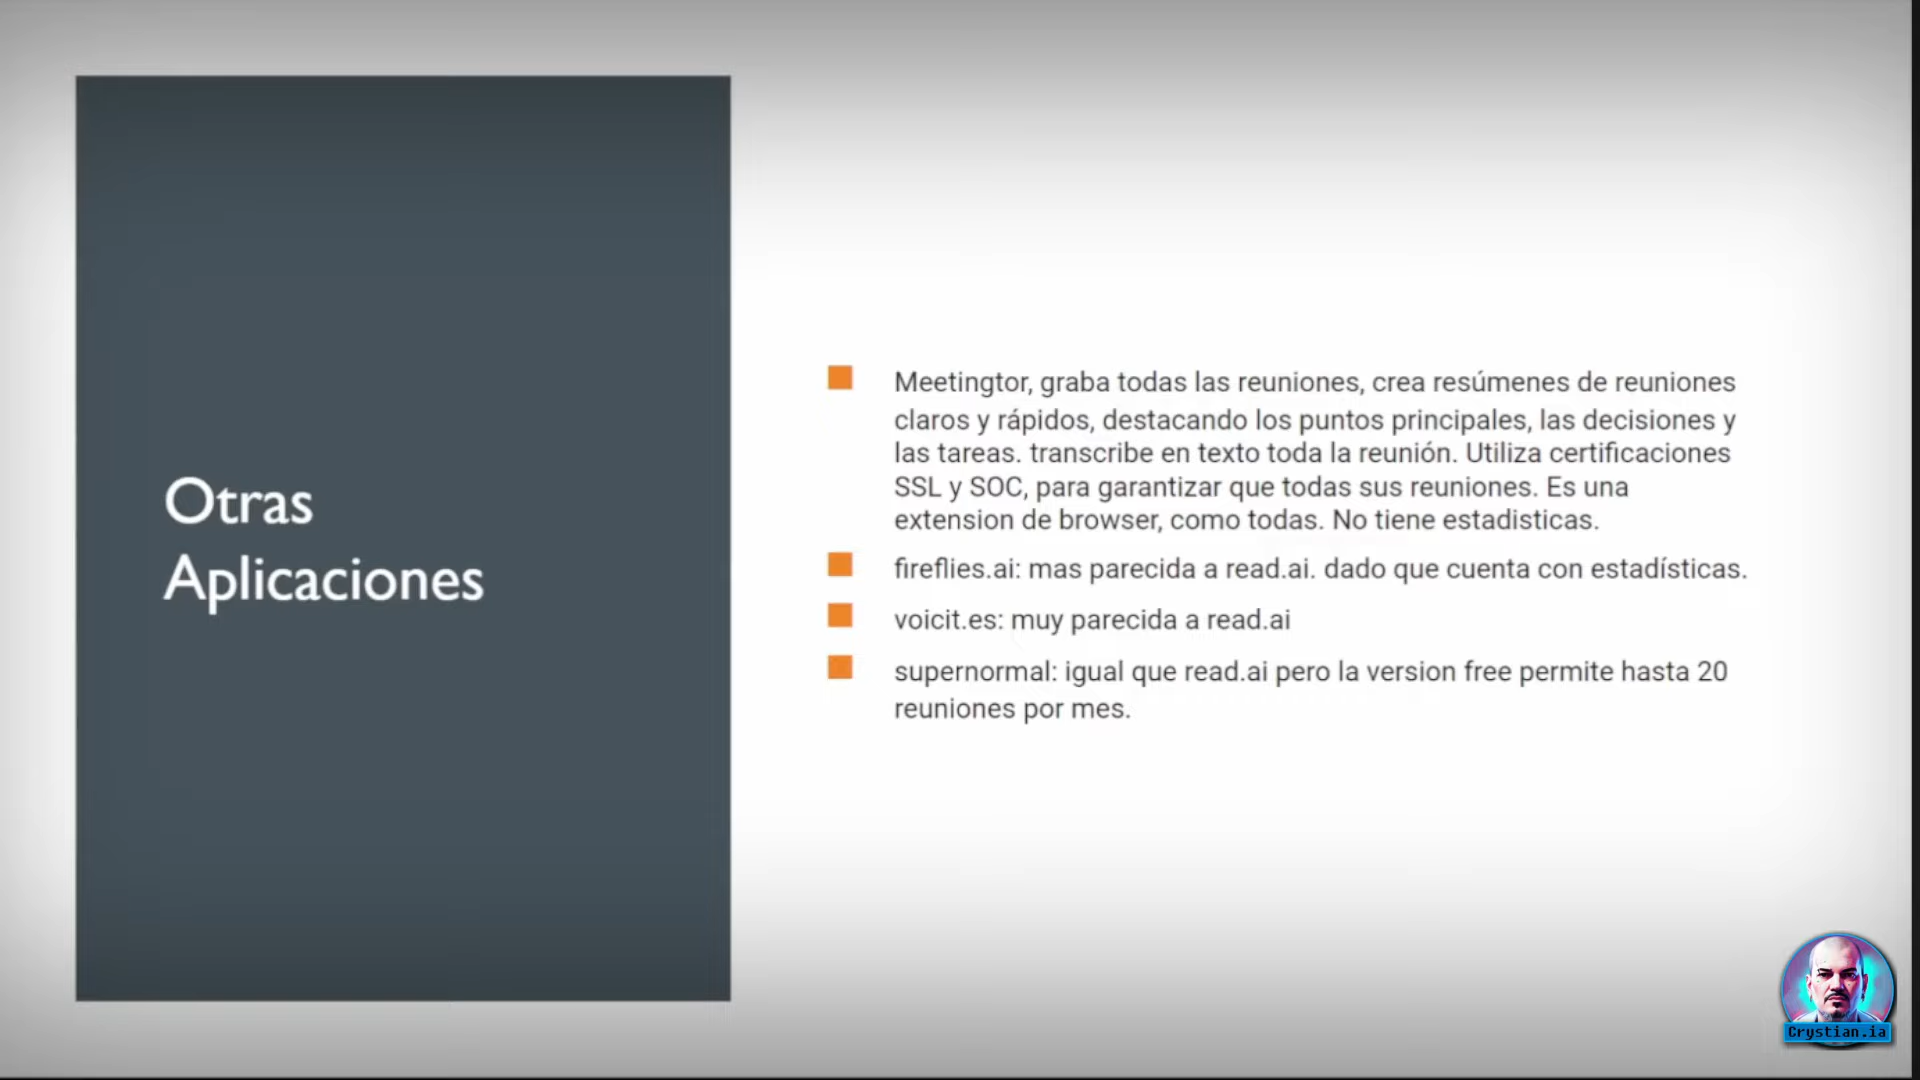 Otras
Aplicaciones
Meetingtor, graba todas las reuniones, crea resúmenes de reuniones
claros y rápidos, destacando los puntos principales, las decisiones y
las tareas. transcribe en texto toda la reunión. Utiliza certificaciones
SSL y SOC, para garantizar que todas sus reuniones. Es una
extension de browser, como todas. No tiene estadisticas.
fireflies.ai: mas parecida a read.ai. dado que cuenta con estadísticas.
voicit.es: muy parecida a read.ai
supernormal: igual que read.ai pero la version free permite hasta 20
reuniones por mes.
Crystian.ia